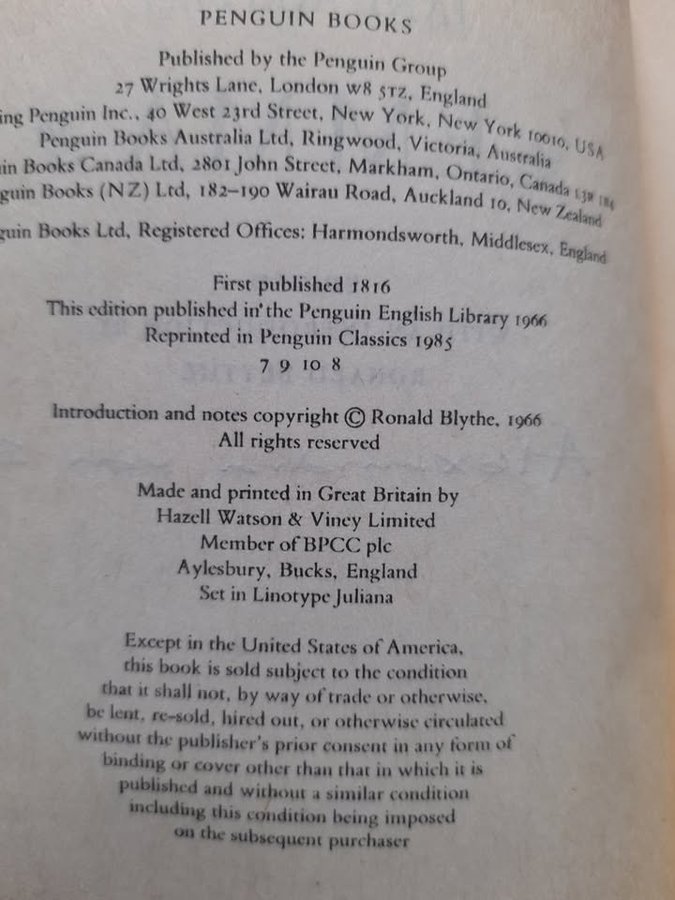 PENGUIN BOOKS
Published by the Penguin Group
27 Wrights Lane, London W8 5TZ, England
ing Penguin Inc., 40 West 23rd Street, New York, New York 10010, USA
Penguin Books Australia Ltd, Ringwood, Victoria, Australia
in Books Canada Ltd, 2801 John Street, Markham, Ontario, Canada L3R 1B4
guin Books (NZ) Ltd, 182–190 Wairau Road, Auckland 10, New Zealand
guin Books Ltd, Registered Offices: Harmondsworth, Middlesex, England
First published 1816
This edition published in the Penguin English Library 1966
Reprinted in Penguin Classics 1985
7 9 10 8
Introduction and notes copyright © Ronald Blythe, 1966
All rights reserved
Made and printed in Great Britain by
Hazell Watson & Viney Limited
Member of BPCC plc
Aylesbury, Bucks, England
Set in Linotype Juliana
Except in the United States of America,
this book is sold subject to the condition
that it shall not, by way of trade or otherwise,
be lent, re-sold, hired out, or otherwise circulated
without the publisher's prior consent in any form of
binding or cover other than that in which it is
published and without a similar condition
including this condition being imposed
on the subsequent purchaser